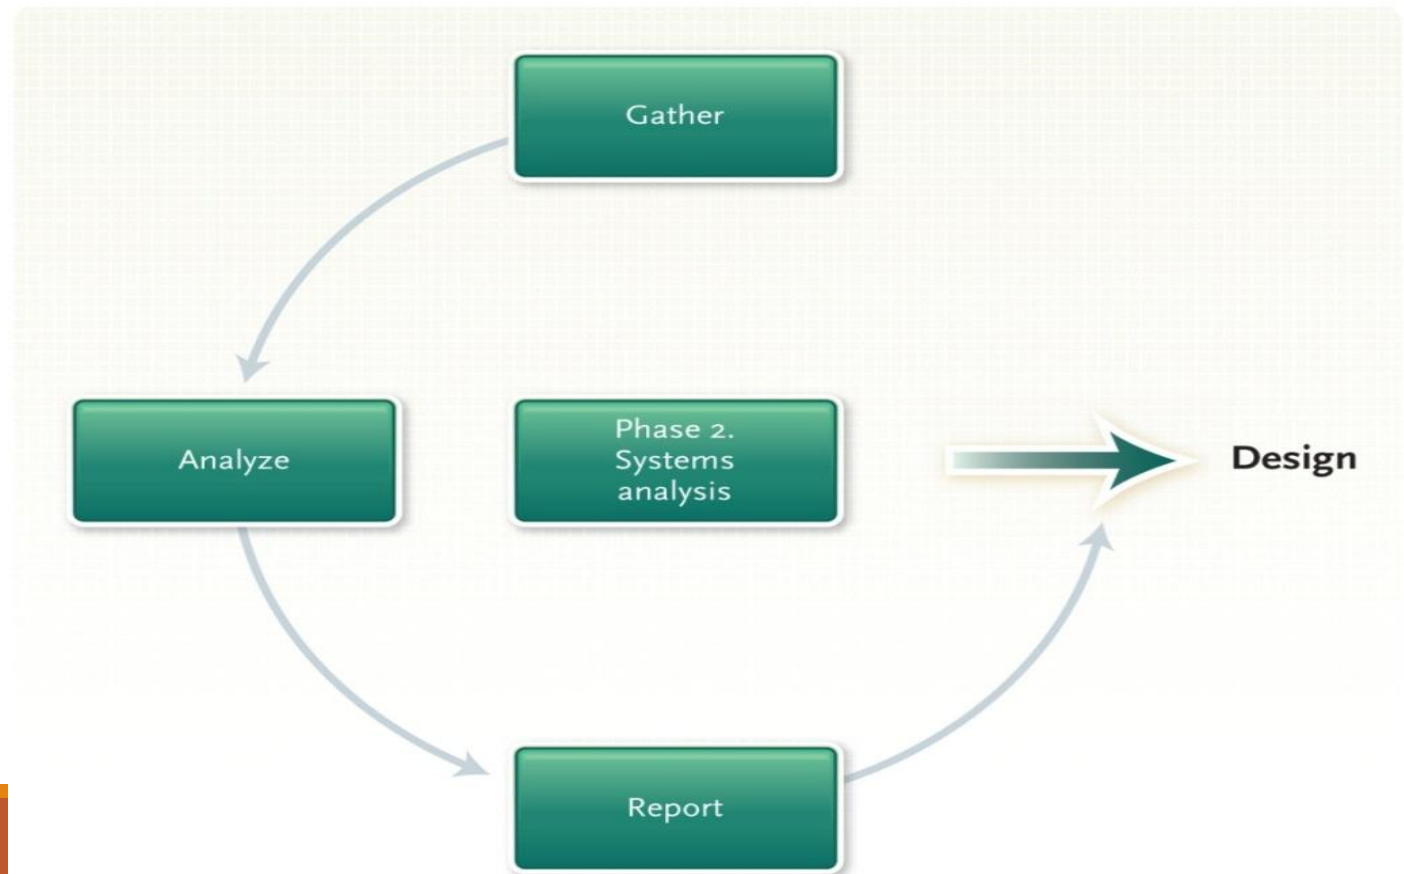 Gather
Analyze
Phase 2.
Systems
analysis
Design
Report